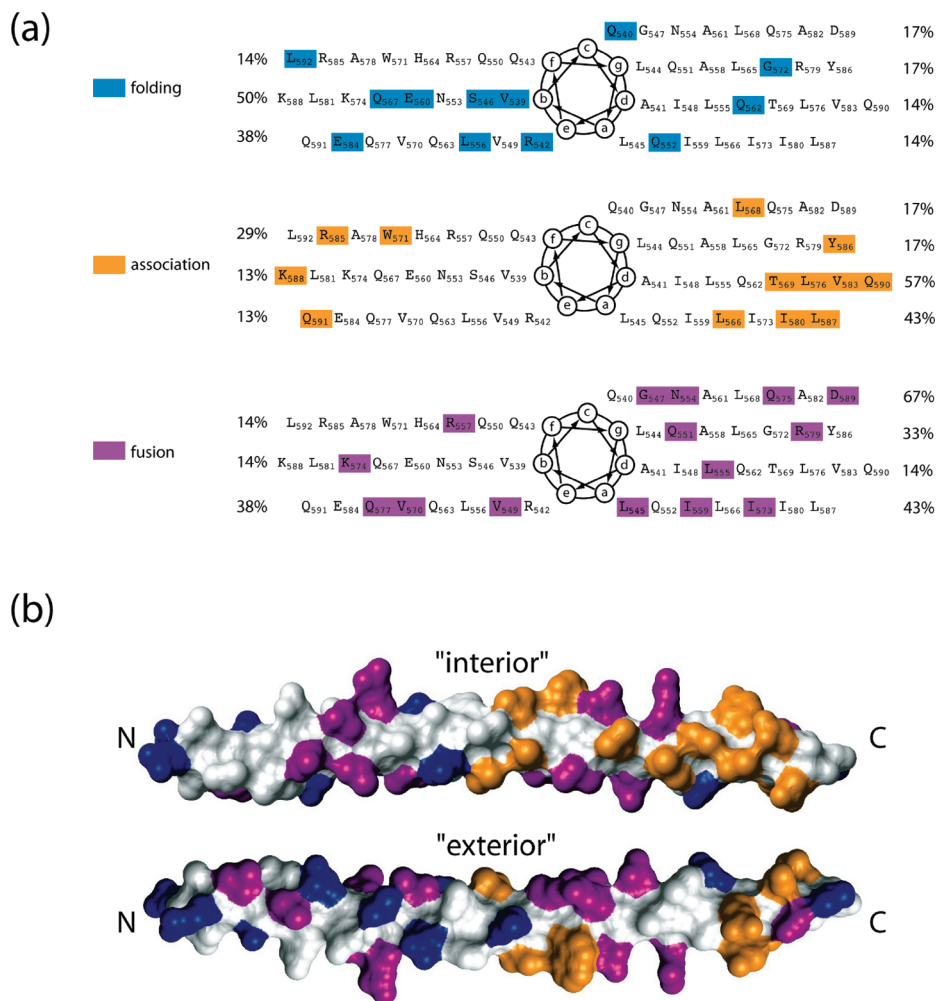 (a)
Q540 G547 N554 A561 L568 Q575 A582 D589 17%
14% L592 R585 A578 W571 H564 R557 Q550 Q543 f c g L544 Q551 A558 L565 G572 R579 Y586 17%
folding 50% K588 L581 K574 Q567 E560 N553 S546 V539 b d A541 I548 L555 Q562 T569 L576 V583 Q590 14%
38% Q591 E584 Q577 V570 Q563 L556 V549 R542 e a L545 Q552 I559 L566 I573 I580 L587 14%
Q540 G547 N554 A561 L568 Q575 A582 D589 17%
29% L592 R585 A578 W571 H564 R557 Q550 Q543 f c g L544 Q551 A558 L565 G572 R579 Y586 17%
association 13% K588 L581 K574 Q567 E560 N553 S546 V539 b d A541 I548 L555 Q562 T569 L576 V583 Q590 57%
13% Q591 E584 Q577 V570 Q563 L556 V549 R542 e a L545 Q552 I559 L566 I573 I580 L587 43%
Q540 G547 N554 A561 L568 Q575 A582 D589 67%
14% L592 R585 A578 W571 H564 R557 Q550 Q543 f c g L544 Q551 A558 L565 G572 R579 Y586 33%
fusion 14% K588 L581 K574 Q567 E560 N553 S546 V539 b d A541 I548 L555 Q562 T569 L576 V583 Q590 14%
38% Q591 E584 Q577 V570 Q563 L556 V549 R542 e a L545 Q552 I559 L566 I573 I580 L587 43%
(b)
"interior"
N C
"exterior"
N C